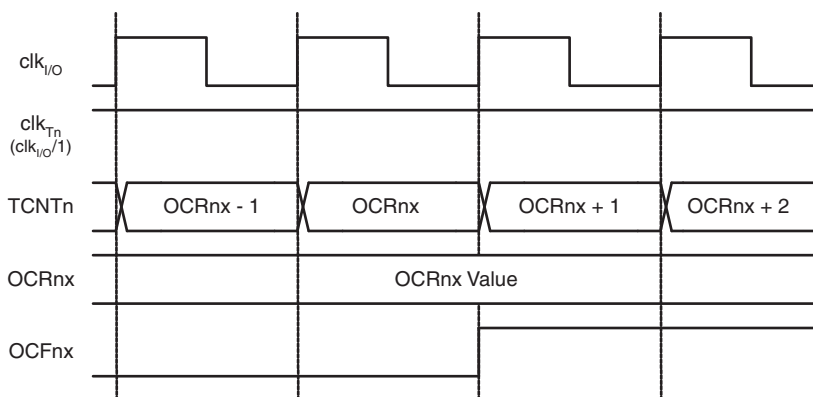 clkI/O
clkTn
(clkI/O/1)
TCNTn OCRnx - 1 OCRnx OCRnx + 1 OCRnx + 2
OCRnx OCRnx Value
OCFnx